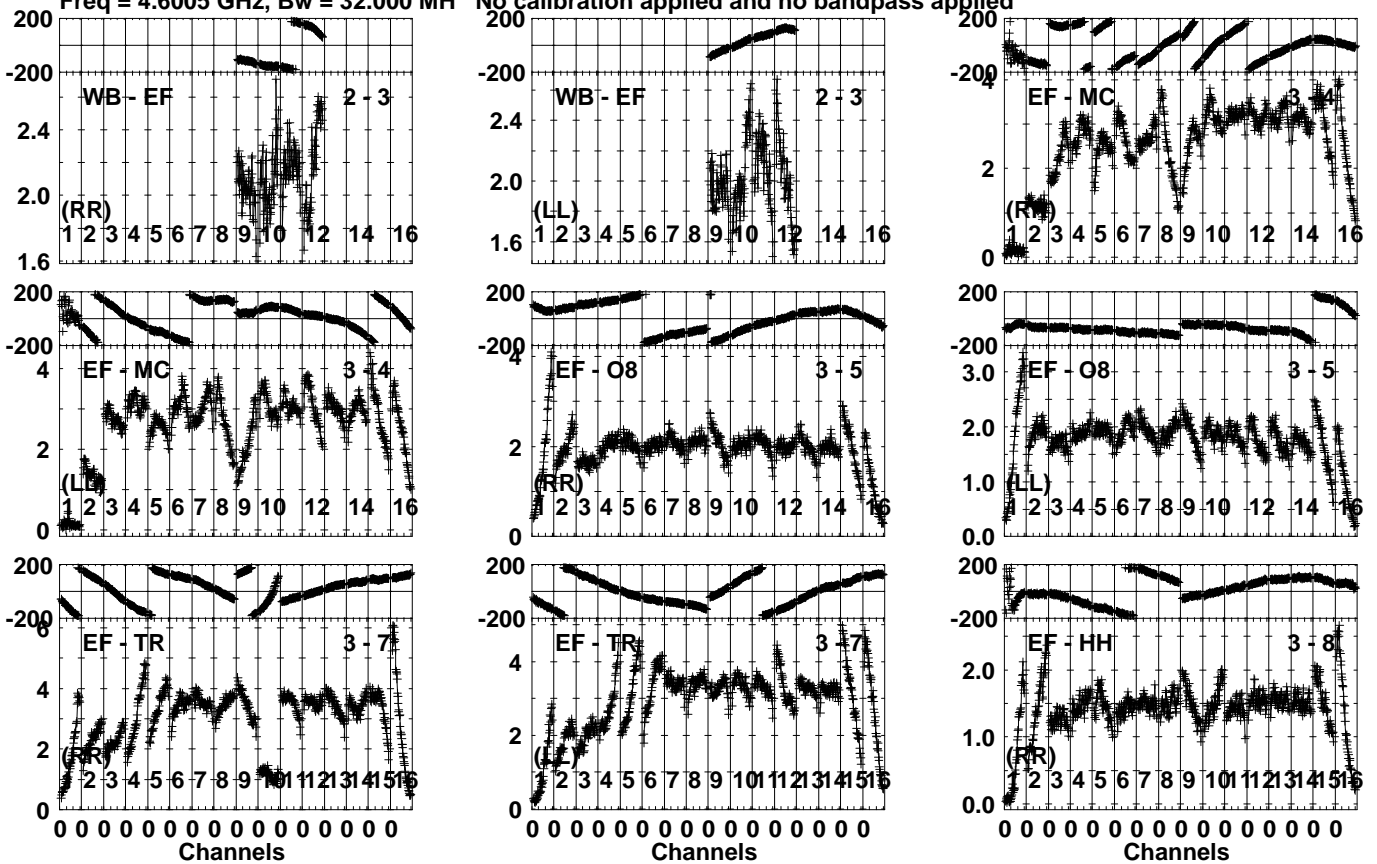 Freq = 4.6005 GHz, Bw = 32.000 MH No calibration applied and no bandpass applied
200
-200
WB - EF 2 - 3
2.4
2.0
1.6
(RR)
1 2 3 4 5 6 7 8 9 10 12 14 16
WB - EF 2 - 3
2.4
2.0
1.6
(LL)
1 2 3 4 5 6 7 8 9 10 12 14 16
200
-200
4
EF - MC 3 - 4
2
0
(RR)
1 2 3 4 5 6 7 8 9 10 12 14 16
200
-200
EF - MC 3 - 4
4
2
0
(LL)
1 2 3 4 5 6 7 8 9 10 12 14 16
200
-200
4
EF - O8 3 - 5
2
0
(RR)
1 2 3 4 5 6 7 8 9 10 12 14 16
200
-200
EF - O8 3 - 5
3.0
2.0
1.0
0.0
(LL)
1 2 3 4 5 6 7 8 9 10 12 14 16
200
-200
6
EF - TR 3 - 7
4
2
0
(RR)
2 3 4 5 6 7 8 9 10 11 12 13 14 15 16
200
-200
EF - TR 3 - 7
4
2
0
(LL)
1 2 3 4 5 6 7 8 9 10 11 12 13 14 15 16
200
-200
EF - HH 3 - 8
2.0
1.0
0.0
(RR)
1 2 3 4 5 6 7 8 9 10 11 12 13 14 15 16
0 0 0 0 0 0 0 0 0 0 0 0 0 0 0 0
0 0 0 0 0 0 0 0 0 0 0 0 0 0 0 0
0 0 0 0 0 0 0 0 0 0 0 0 0 0 0 0
Channels
Channels
Channels